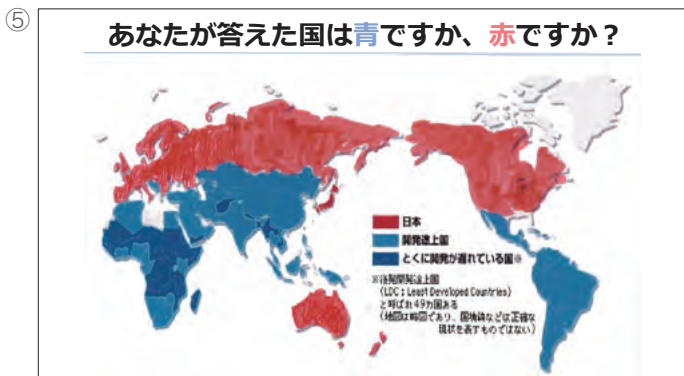 ⑤
あなたが答えた国は青ですか、赤ですか？
日本
開発途上国
とくに開発が遅れている国※
※後発開発途上国
（LDC：Least Developed Countries）
と呼ばれ49カ国ある
（地図は略図であり、国境線などは正確な
現状を表すものではない）